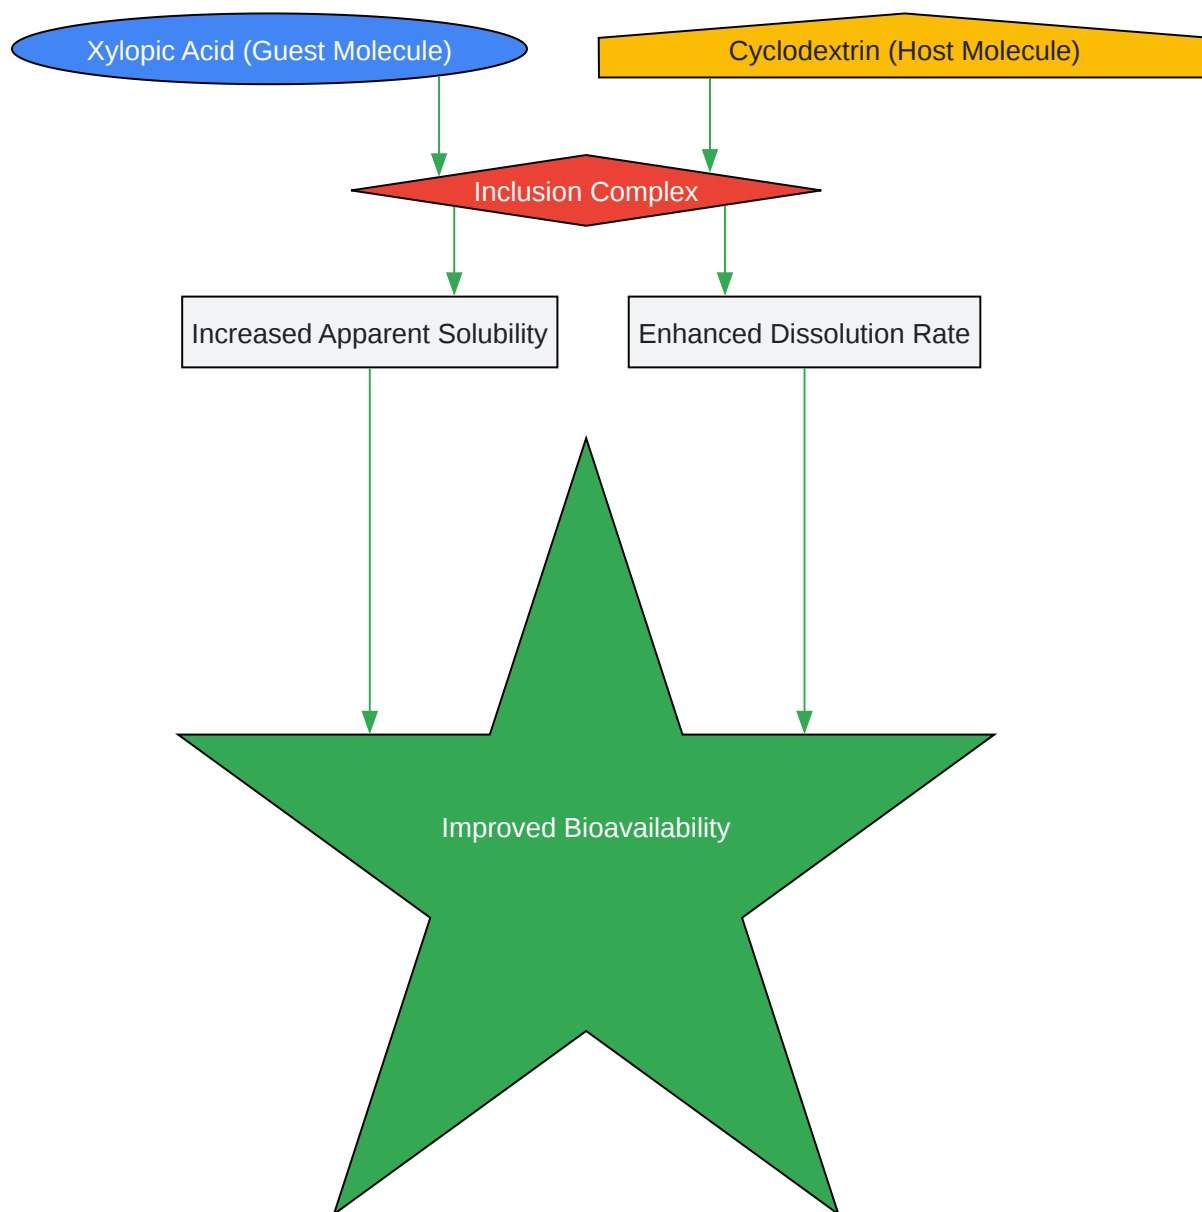 Xylopic Acid (Guest Molecule)
Cyclodextrin (Host Molecule)
Inclusion Complex
Increased Apparent Solubility
Enhanced Dissolution Rate
Improved Bioavailability